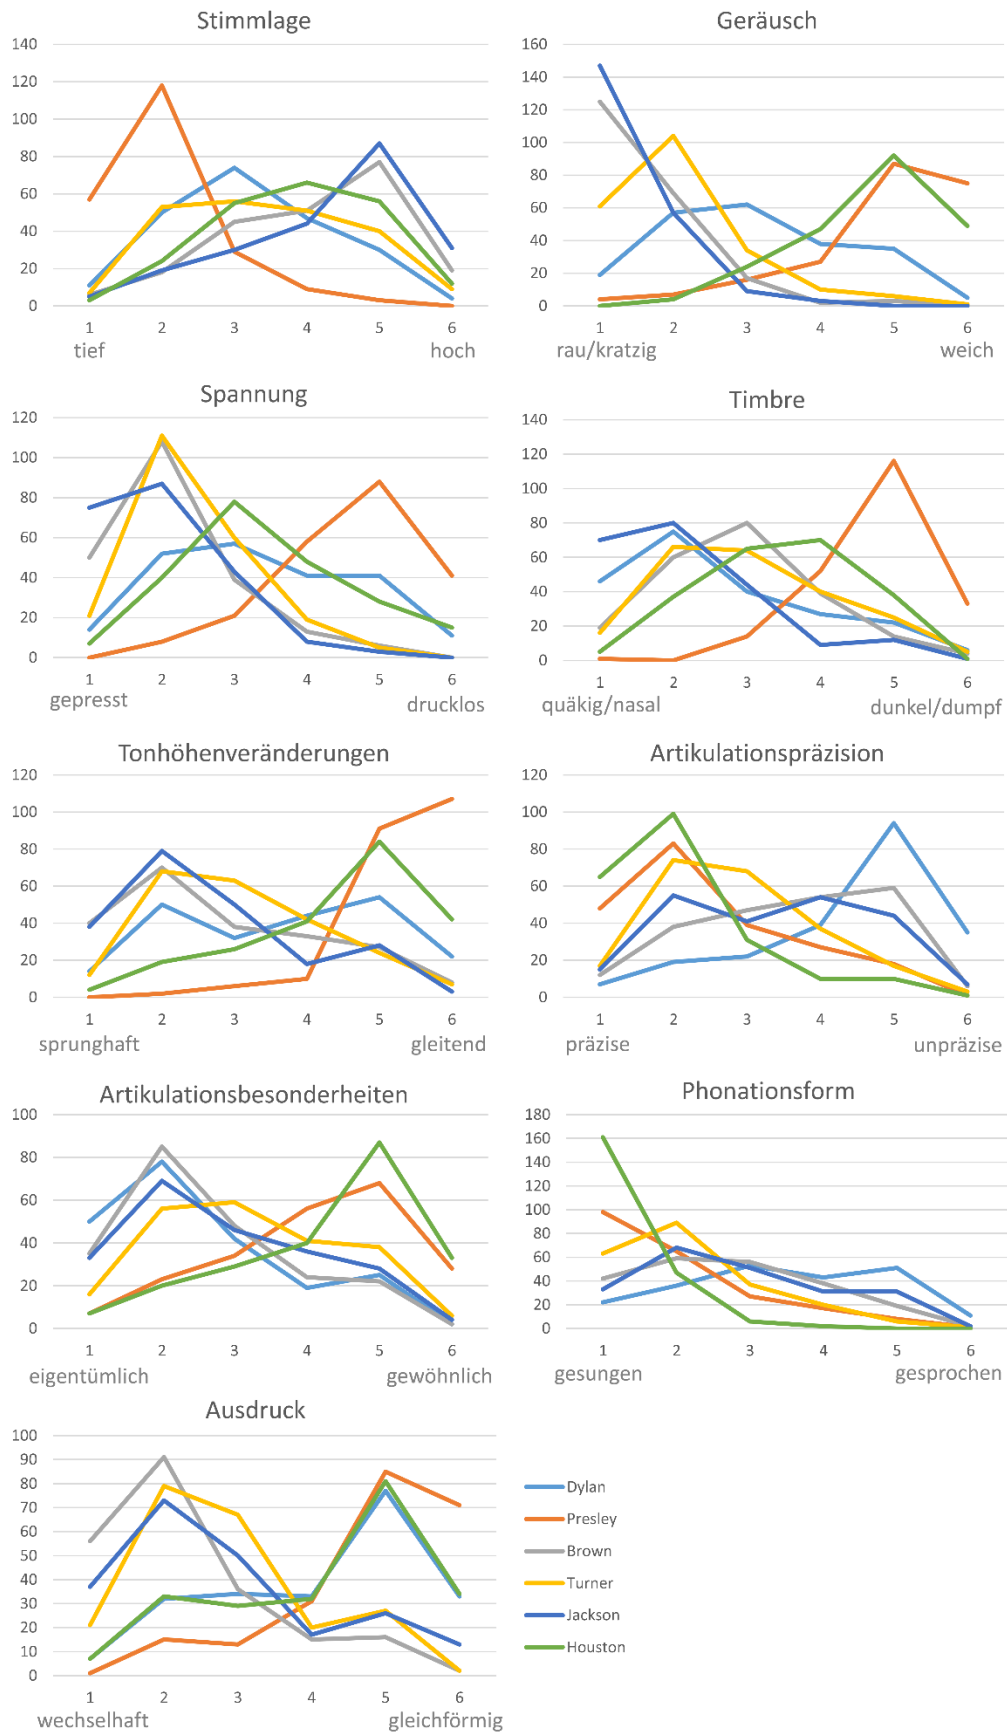 Stimmlage
140
120
100
80
60
40
20
0
1 2 3 4 5 6
tief hoch
Geräusch
160
140
120
100
80
60
40
20
0
1 2 3 4 5 6
rau/kratzig weich
Spannung
120
100
80
60
40
20
0
1 2 3 4 5 6
gepresst drucklos
Timbre
140
120
100
80
60
40
20
0
1 2 3 4 5 6
quäkig/nasal dunkel/dumpf
Tonhöhenveränderungen
120
100
80
60
40
20
0
1 2 3 4 5 6
sprunghaft gleitend
Artikulationspräzision
120
100
80
60
40
20
0
1 2 3 4 5 6
präzise unpräzise
Artikulationsbesonderheiten
100
80
60
40
20
0
1 2 3 4 5 6
eigentümlich gewöhnlich
Phonationsform
180
160
140
120
100
80
60
40
20
0
1 2 3 4 5 6
gesungen gesprochen
Ausdruck
100
90
80
70
60
50
40
30
20
10
0
1 2 3 4 5 6
wechselhaft gleichförmig
Dylan
Presley
Brown
Turner
Jackson
Houston